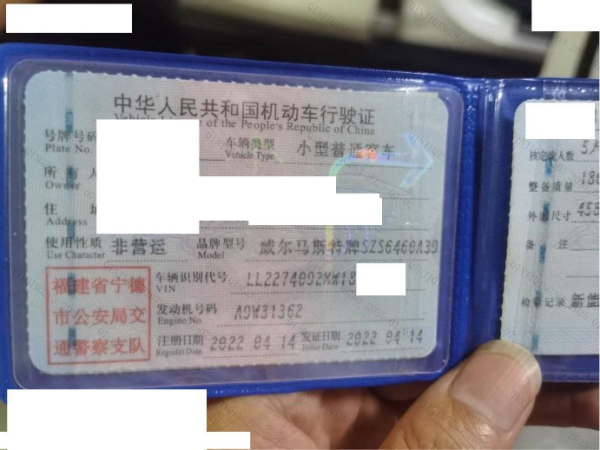 中华人民共和国机动车行驶证
of the People's Republic of China
号牌号码 车辆类型 小型普通客车
Plate No. Vehicle Type
所有人
Owner
住址
Address
使用性质 非营运 品牌型号 威尔马斯特牌SZS6460A30
Use Character Model
福建省宁德
市公安局交
通警察支队
车辆识别代号
VIN
发动机号码 A0W31362
Engine No.
注册日期 2022 04 14 发证日期 2022 04 14
Register Date Issue Date
核定载人数
整备质量
外廓尺寸
备注
检验记录 新能